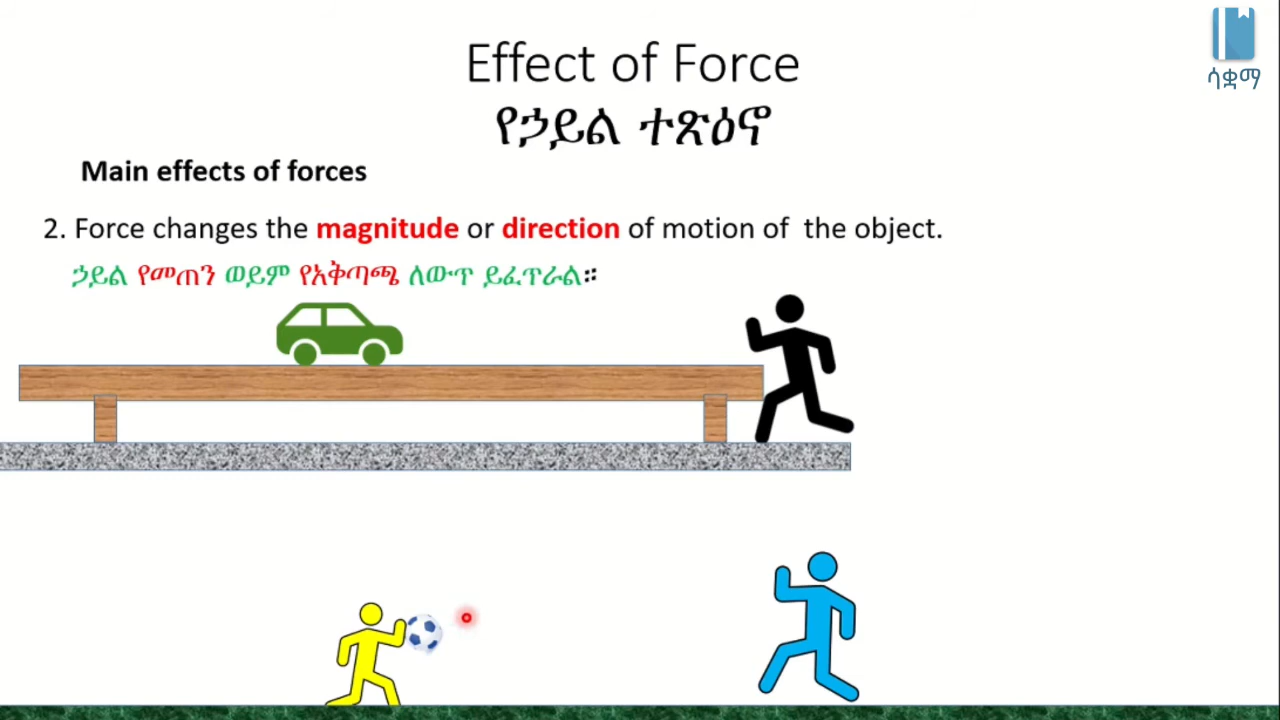 ሳቋማ
Effect of Force
የኃይል ተጽዕኖ
Main effects of forces
2. Force changes the magnitude or direction of motion of the object.
ኃይል የመጠን ወይም የአቅጣጫ ለውጥ ይፈጥራል።